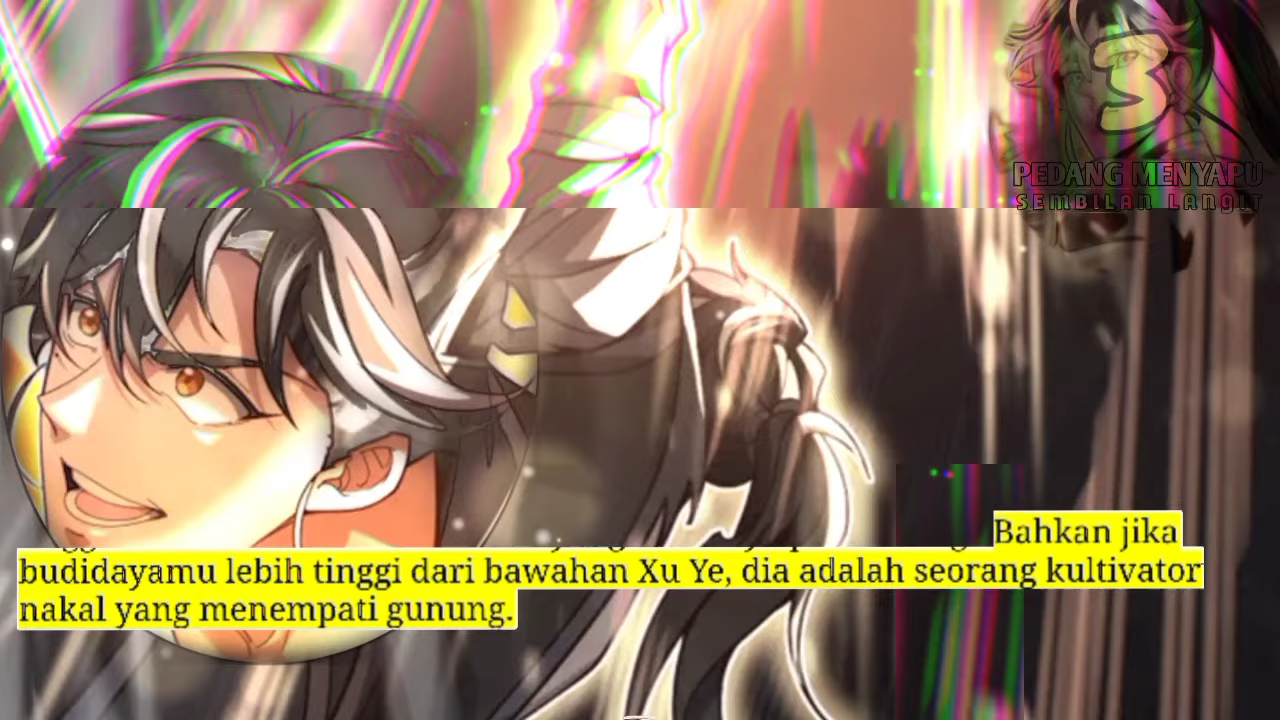 PEDANG MENYAPU
SEMBILAN LANGIT
Bahkan jika
budidayamu lebih tinggi dari bawahan Xu Ye, dia adalah seorang kultivator
nakal yang menempati gunung.